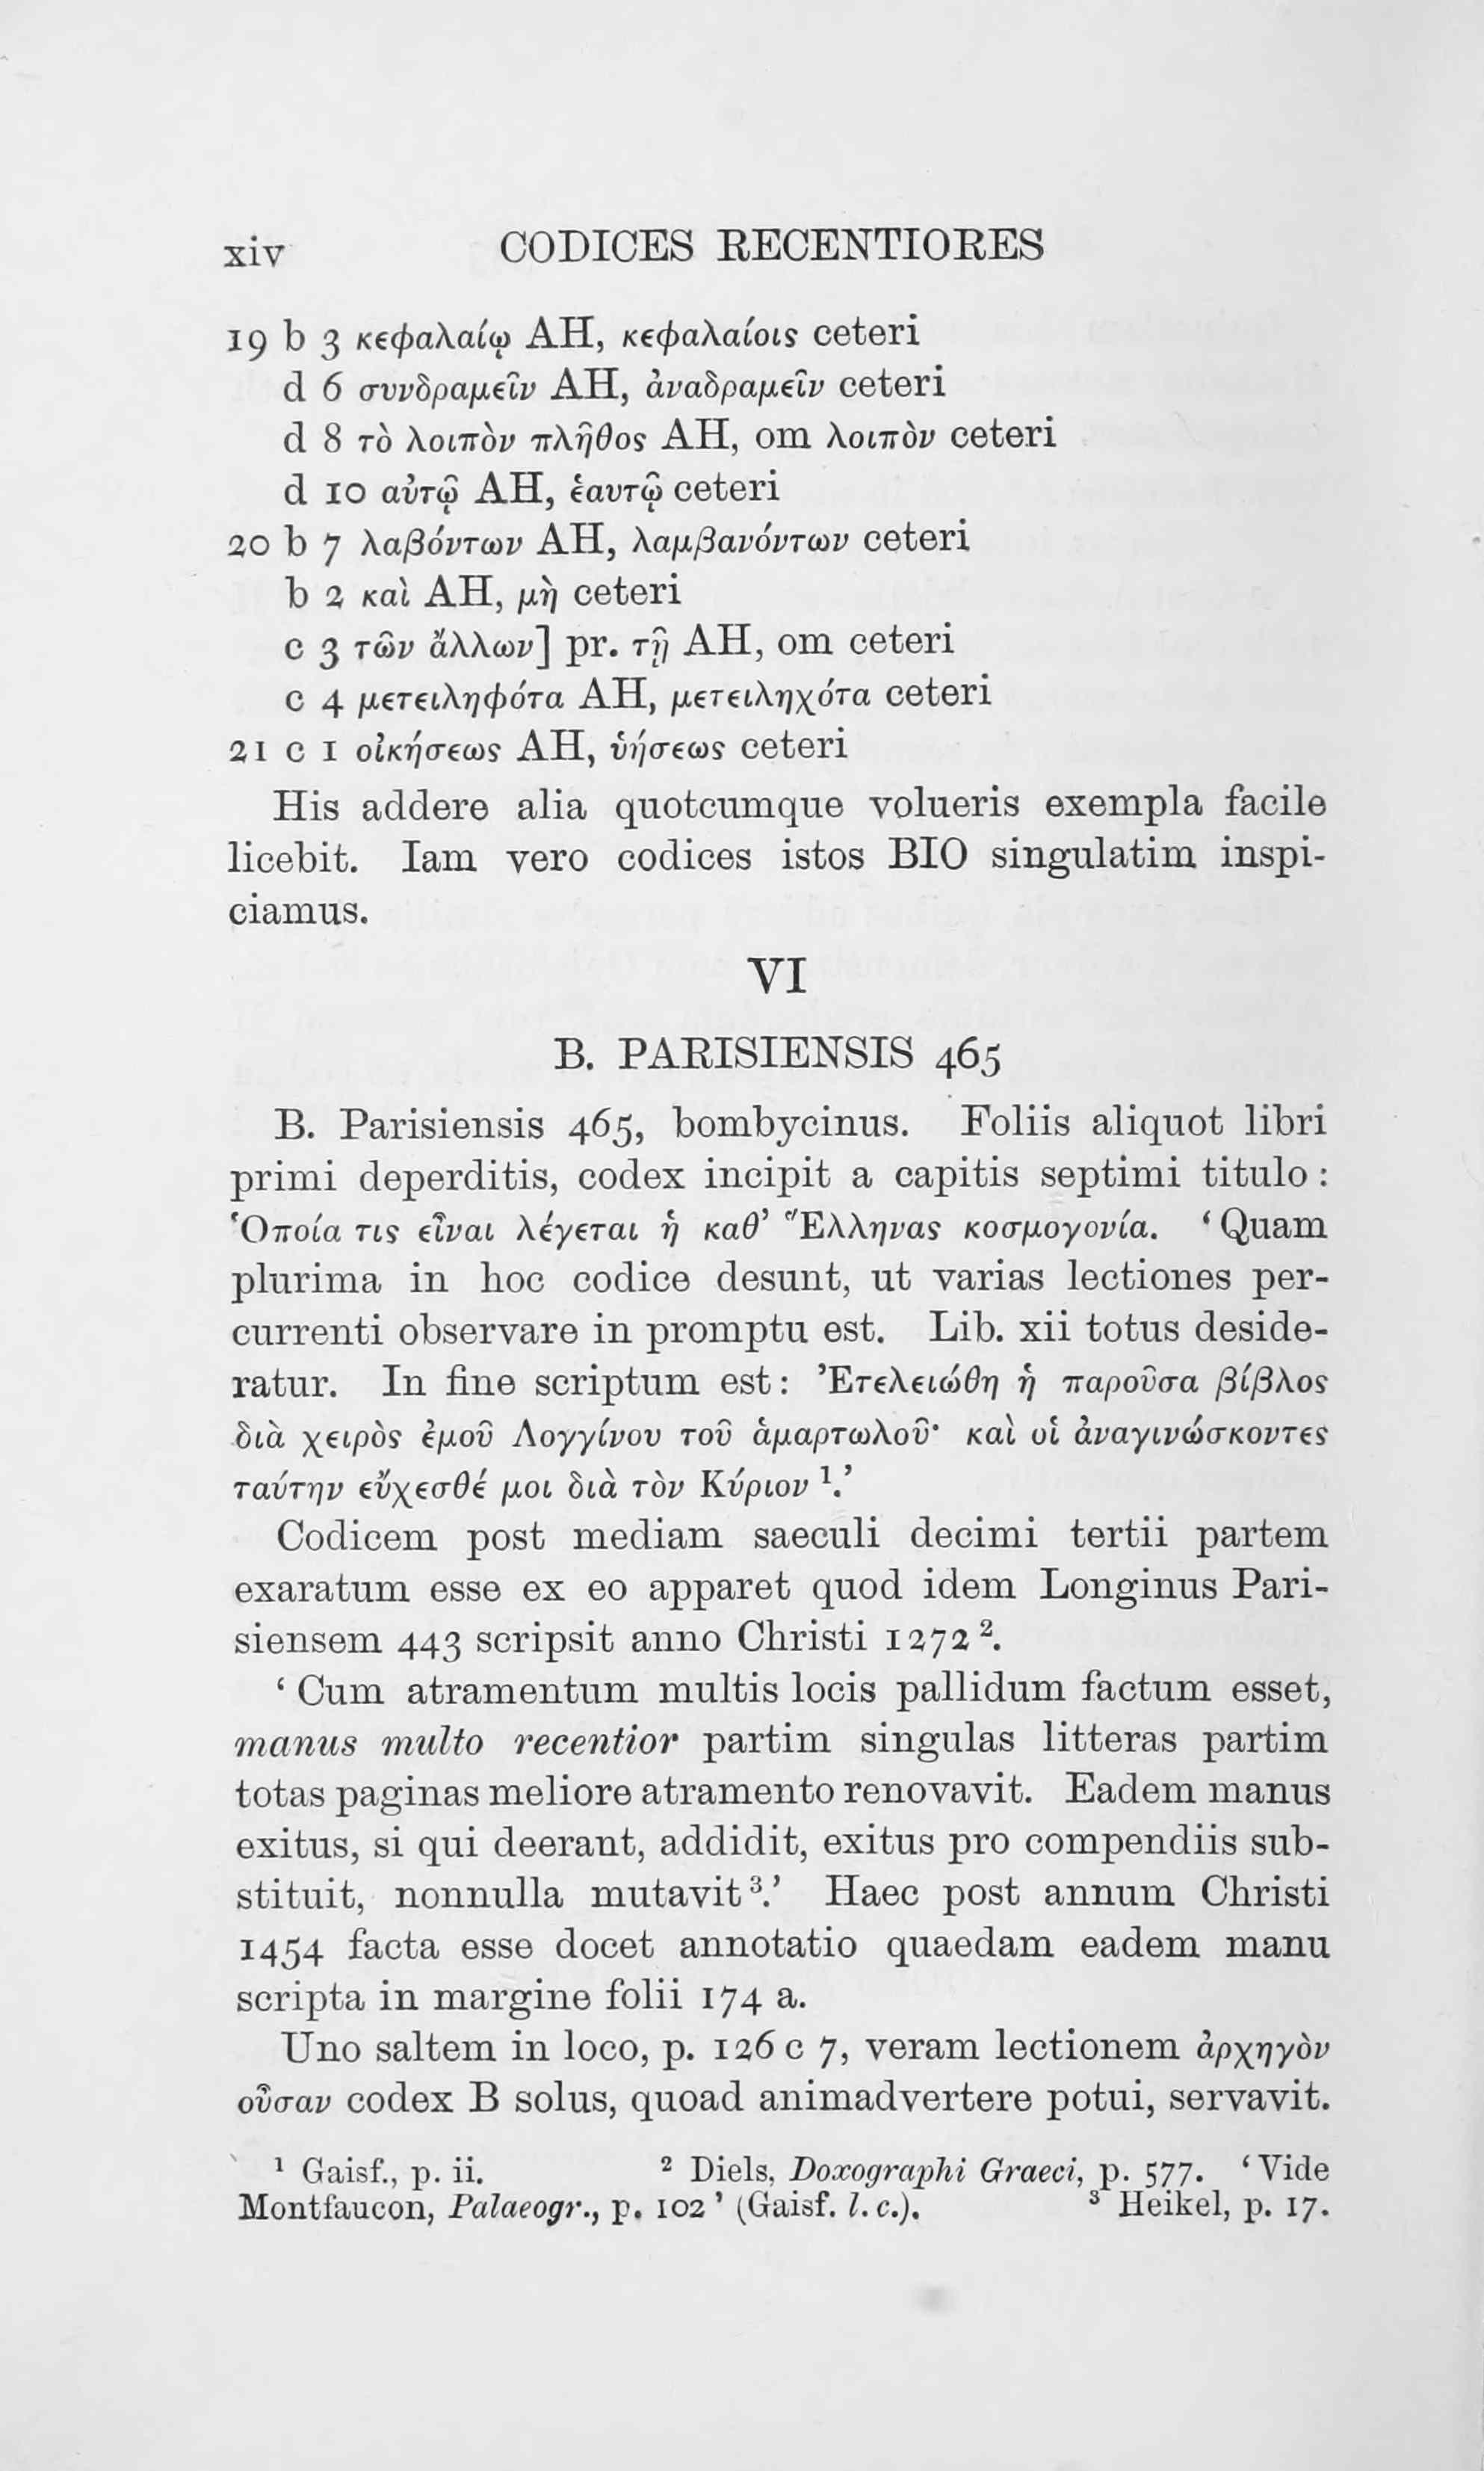 xiv CODICES RECENTIORES
19 b 3 κεφαλαίῳ AH, κεφαλαίοις ceteri
d 6 συνδραμεῖν AH, ἀναδραμεῖν ceteri
d 8 τὸ λοιπὸν πλῆθος AH, om λοιπὸν ceteri
d 10 αὐτῷ AH, ἑαυτῷ ceteri
20 b 7 λαβόντων AH, λαμβανόντων ceteri
b 2 καὶ AH, μὴ ceteri
c 3 τῶν ἄλλων] pr. τῇ AH, om ceteri
c 4 μετειληφότα AH, μετειληχότα ceteri
21 c 1 οἰκήσεως AH, ὑήσεως ceteri
His addere alia quotcumque volueris exempla facile
licebit. Iam vero codices istos BIO singulatim inspi-
ciamus.
VI
B. PARISIENSIS 465
B. Parisiensis 465, bombycinus. Foliis aliquot libri
primi deperditis, codex incipit a capitis septimi titulo:
Ὁποία τις εἶναι λέγεται ἡ καθ’ Ἕλληνας κοσμογονία. ‘Quam
plurima in hoc codice desunt, ut varias lectiones per-
currenti observare in promptu est. Lib. xii totus deside-
ratur. In fine scriptum est: Ἐτελειώθη ἡ παροῦσα βίβλος
διὰ χειρὸς ἐμοῦ Λογγίνου τοῦ ἁμαρτωλοῦ· καὶ οἱ ἀναγινώσκοντες
ταύτην εὔχεσθέ μοι διὰ τὸν Κύριον ¹.’
Codicem post mediam saeculi decimi tertii partem
exaratum esse ex eo apparet quod idem Longinus Pari-
siensem 443 scripsit anno Christi 1272 ².
‘Cum atramentum multis locis pallidum factum esset,
manus multo recentior partim singulas litteras partim
totas paginas meliore atramento renovavit. Eadem manus
exitus, si qui deerant, addidit, exitus pro compendiis sub-
stituit, nonnulla mutavit ³.’ Haec post annum Christi
1454 facta esse docet annotatio quaedam eadem manu
scripta in margine folii 174 a.
Uno saltem in loco, p. 126 c 7, veram lectionem ἀρχηγὸν
οὖσαν codex B solus, quoad animadvertere potui, servavit.
¹ Gaisf., p. ii. ² Diels, Doxographi Graeci, p. 577. ‘Vide
Montfaucon, Palaeogr., p. 102’ (Gaisf. l. c.). ³ Heikel, p. 17.